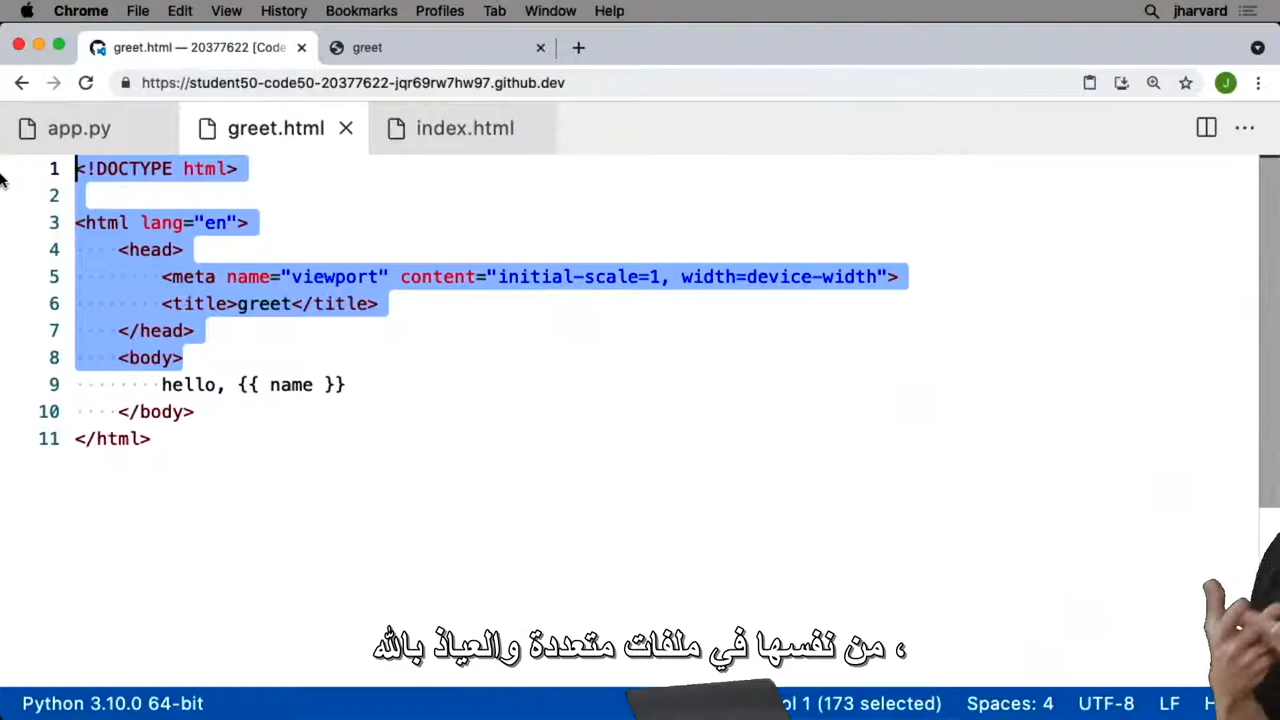 Chrome File Edit View History Bookmarks Profiles Tab Window Help jharvard
greet.html — 20377622 [Code greet
https://student50-code50-20377622-jqr69rw7hw97.github.dev J
app.py greet.html index.html
1 <!DOCTYPE html>
2
3 <html lang="en">
4 <head>
5 <meta name="viewport" content="initial-scale=1, width=device-width">
6 <title>greet</title>
7 </head>
8 <body>
9 hello, {{ name }}
10 </body>
11 </html>
، من نفسها في ملفات متعددة والعياذ بالله
Python 3.10.0 64-bit ol 1 (173 selected) Spaces: 4 UTF-8 LF H